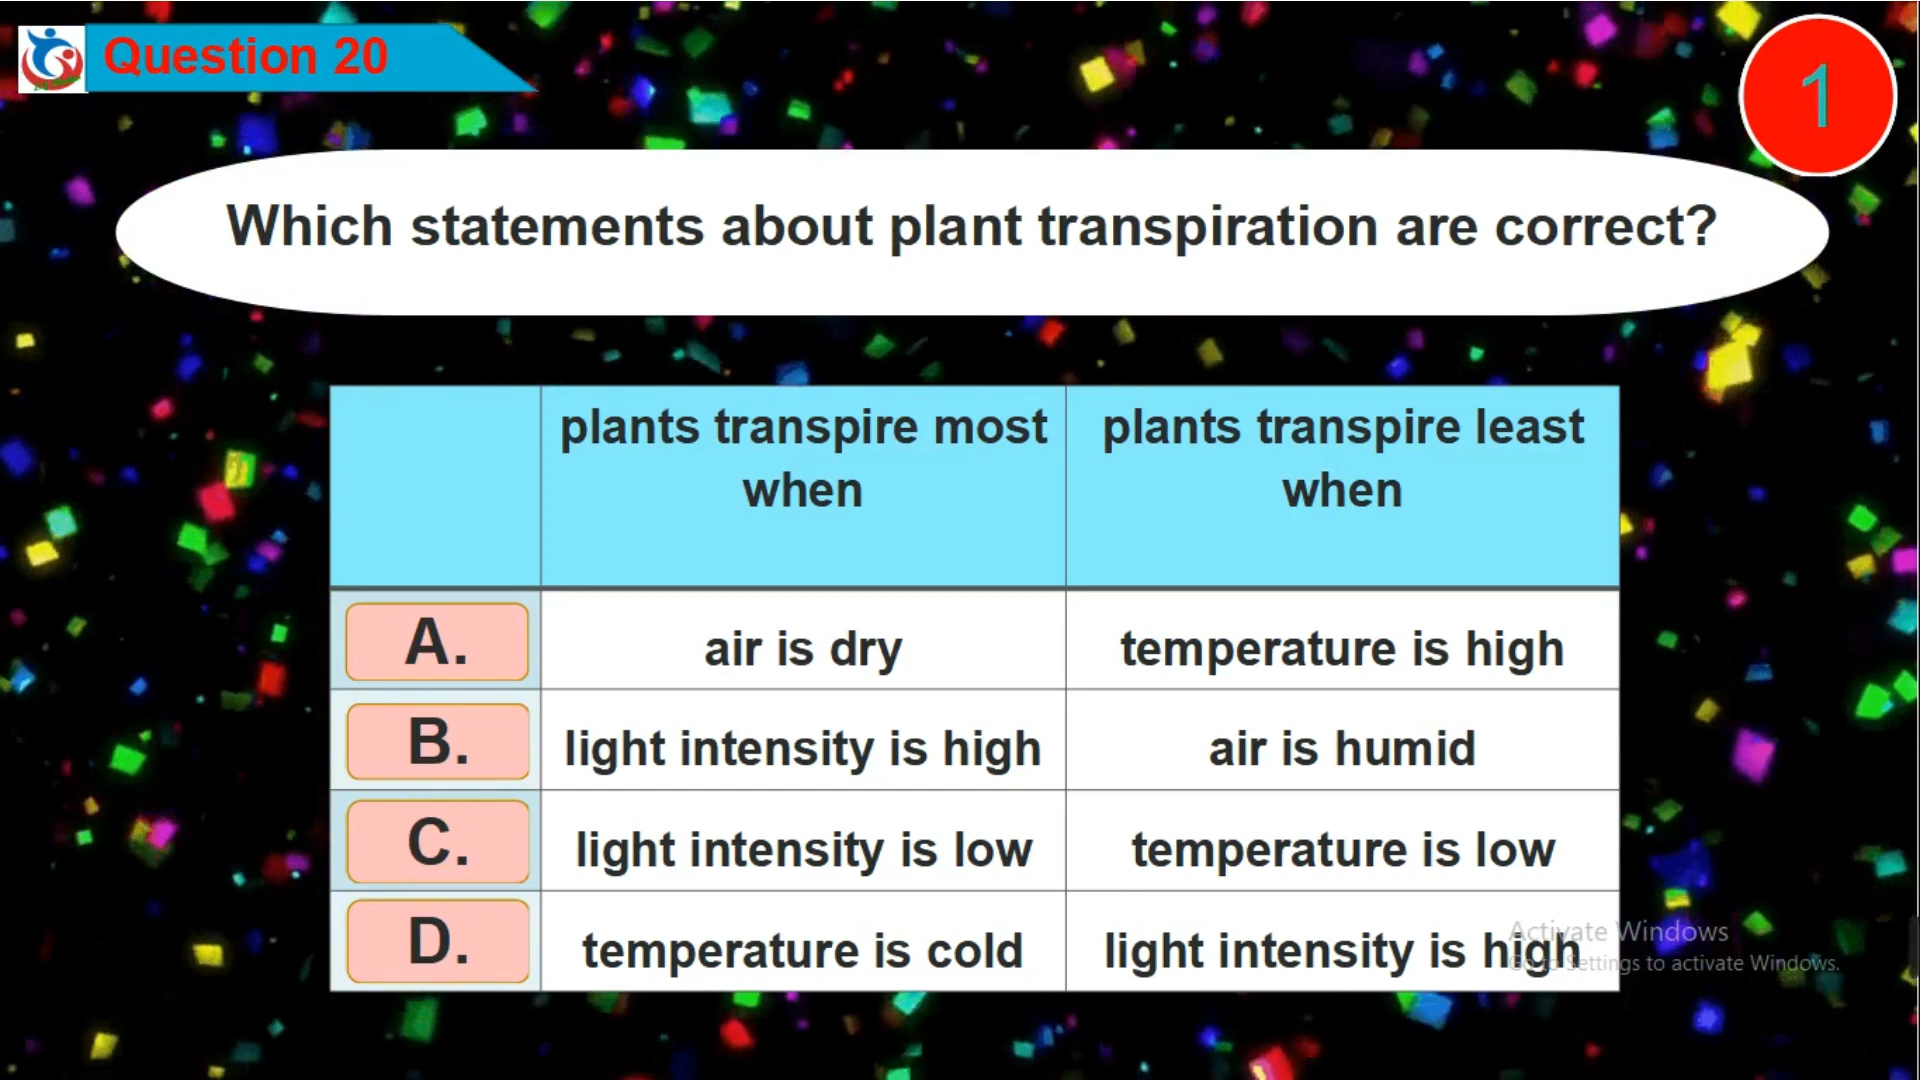 Question 20
1
Which statements about plant transpiration are correct?
plants transpire most when
plants transpire least when
A.
air is dry
temperature is high
B.
light intensity is high
air is humid
C.
light intensity is low
temperature is low
D.
temperature is cold
light intensity is high
Activate Windows
Go to Settings to activate Windows.